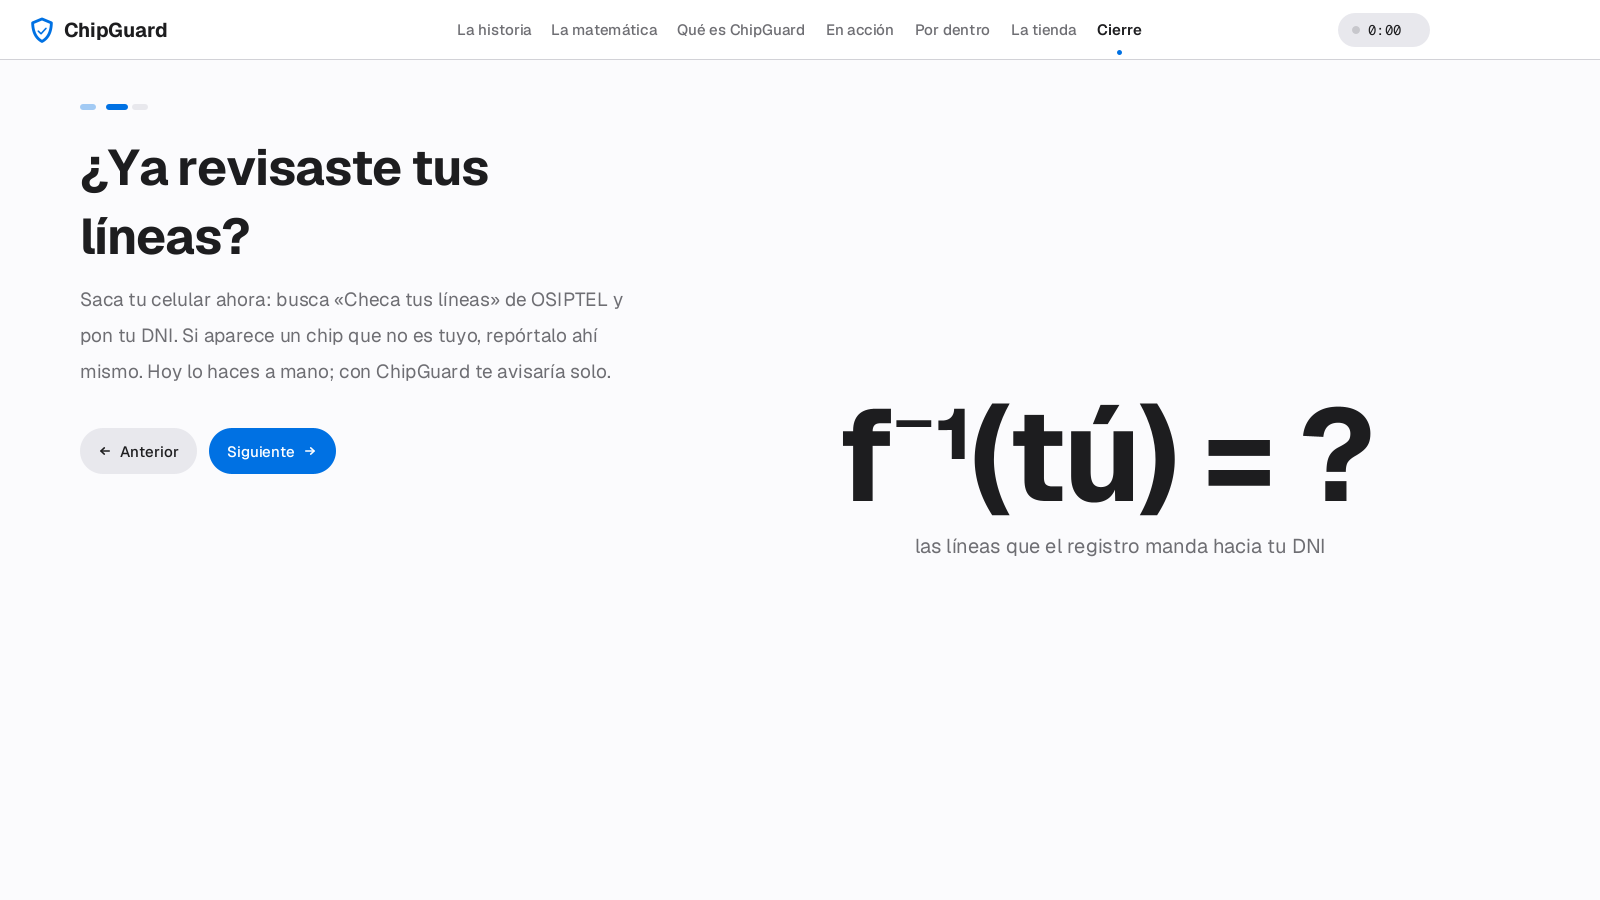 ChipGuard
La historia
La matemática
Qué es ChipGuard
En acción
Por dentro
La tienda
Cierre
0:00
¿Ya revisaste tus
líneas?
Saca tu celular ahora: busca «Checa tus líneas» de OSIPTEL y
pon tu DNI. Si aparece un chip que no es tuyo, repórtalo ahí
mismo. Hoy lo haces a mano; con ChipGuard te avisaría solo.
← Anterior
Siguiente →
f⁻¹(tú) = ?
las líneas que el registro manda hacia tu DNI